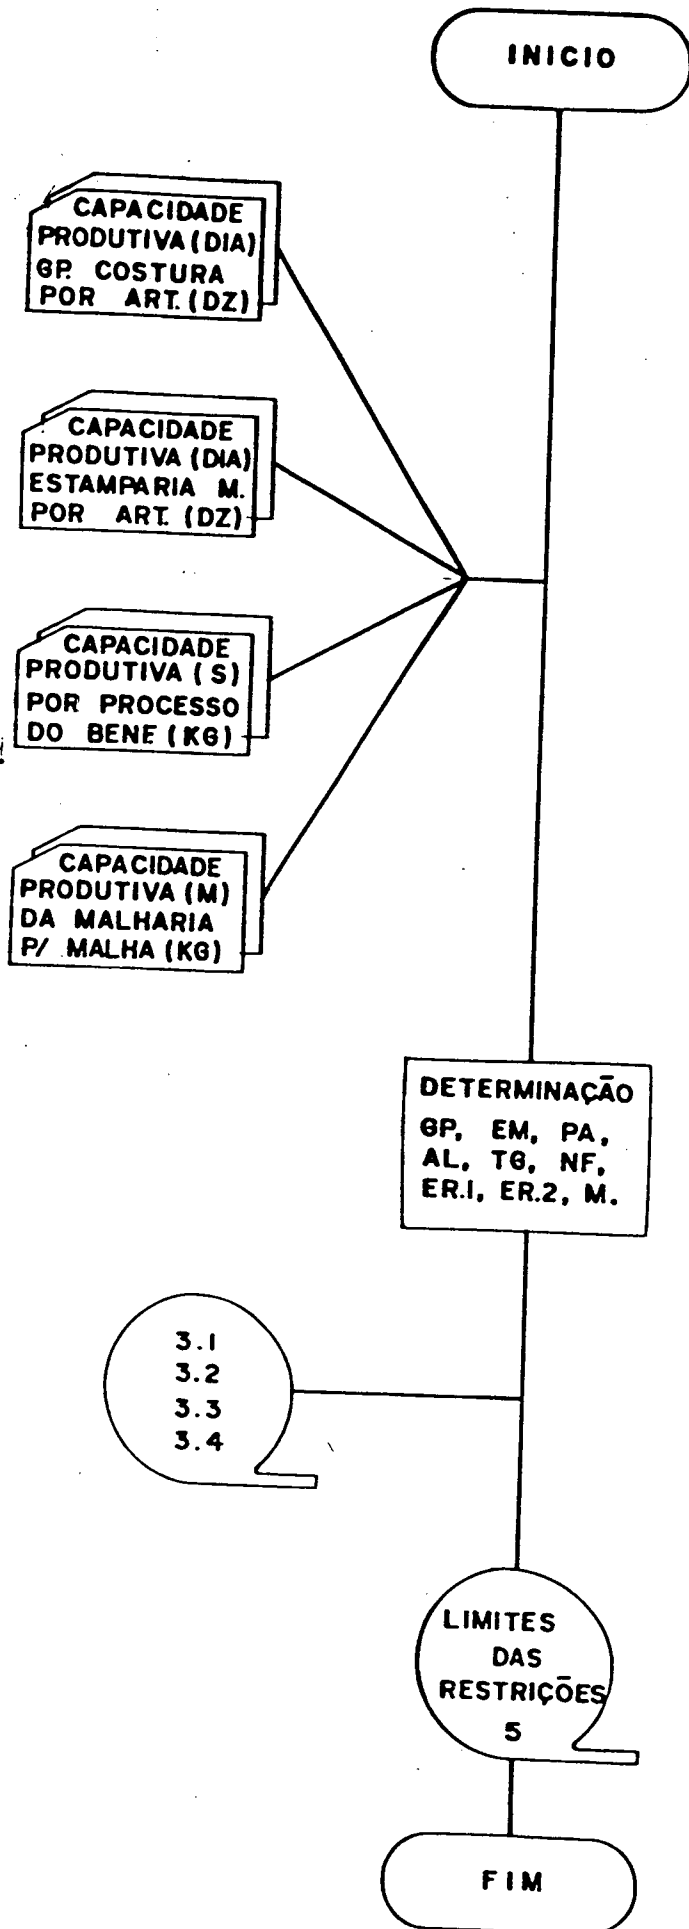 INICIO
CAPACIDADE
PRODUTIVA (DIA)
GP. COSTURA
POR ART. (DZ)
CAPACIDADE
PRODUTIVA (DIA)
ESTAMPARIA M.
POR ART. (DZ)
CAPACIDADE
PRODUTIVA (S)
POR PROCESSO
DO BENE (KG)
CAPACIDADE
PRODUTIVA (M)
DA MALHARIA
P/ MALHA (KG)
DETERMINAÇÃO
GP, EM, PA,
AL, TG, NF,
ER.1, ER.2, M.
3.1
3.2
3.3
3.4
LIMITES
DAS
RESTRIÇÕES
5
FIM